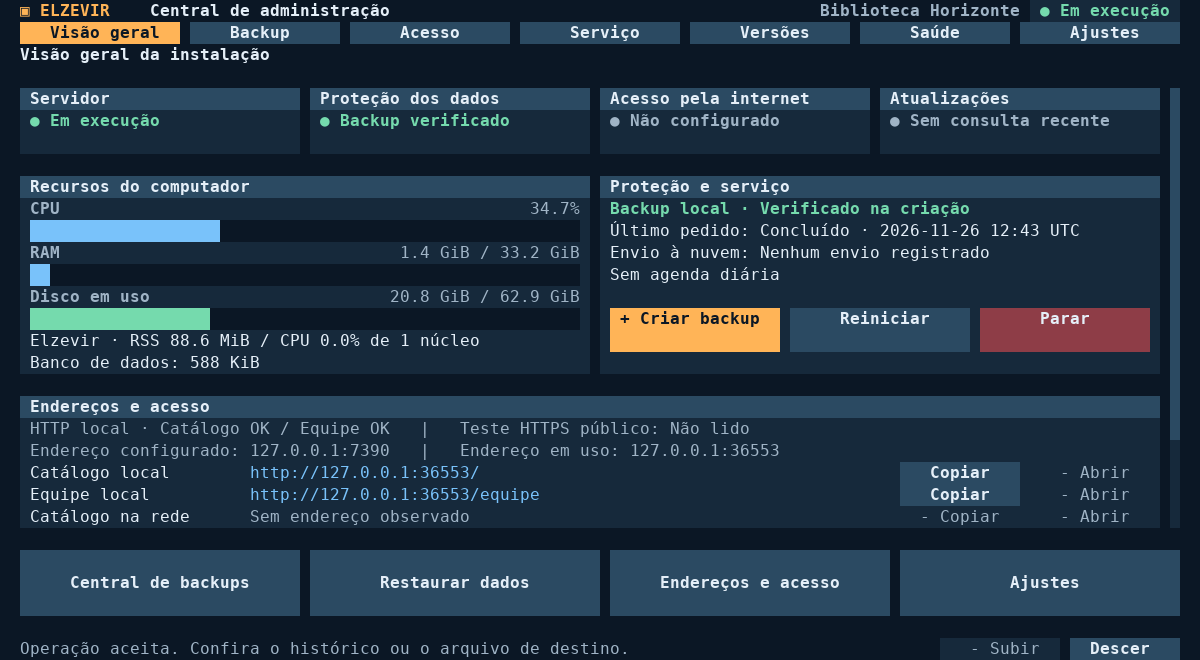 ▣ ELZEVIR Central de administração Biblioteca Horizonte ● Em execução
Visão geral Backup Acesso Serviço Versões Saúde Ajustes
Visão geral da instalação
Servidor Proteção dos dados Acesso pela internet Atualizações
● Em execução ● Backup verificado ● Não configurado ● Sem consulta recente
Recursos do computador
CPU 34.7%
RAM 1.4 GiB / 33.2 GiB
Disco em uso 20.8 GiB / 62.9 GiB
Elzevir · RSS 88.6 MiB / CPU 0.0% de 1 núcleo
Banco de dados: 588 KiB
Proteção e serviço
Backup local · Verificado na criação
Último pedido: Concluído · 2026-11-26 12:43 UTC
Envio à nuvem: Nenhum envio registrado
Sem agenda diária
+ Criar backup Reiniciar Parar
Endereços e acesso
HTTP local · Catálogo OK / Equipe OK | Teste HTTPS público: Não lido
Endereço configurado: 127.0.0.1:7390 | Endereço em uso: 127.0.0.1:36553
Catálogo local http://127.0.0.1:36553/ Copiar - Abrir
Equipe local http://127.0.0.1:36553/equipe Copiar - Abrir
Catálogo na rede Sem endereço observado - Copiar - Abrir
Central de backups Restaurar dados Endereços e acesso Ajustes
Operação aceita. Confira o histórico ou o arquivo de destino. - Subir Descer